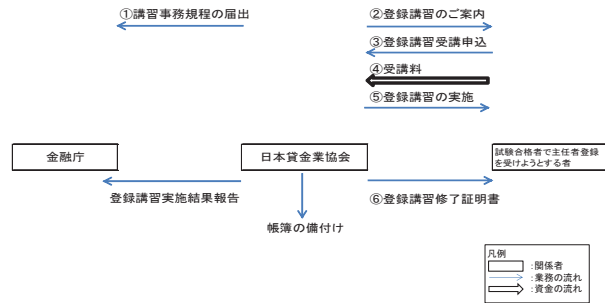 ①講習事務規程の届出
②登録講習のご案内
③登録講習受講申込
④受講料
⑤登録講習の実施
金融庁
日本貸金業協会
試験合格者で主任者登録
を受けようとする者
登録講習実施結果報告
⑥登録講習修了証明書
帳簿の備付け
凡例
:関係者
:業務の流れ
:資金の流れ